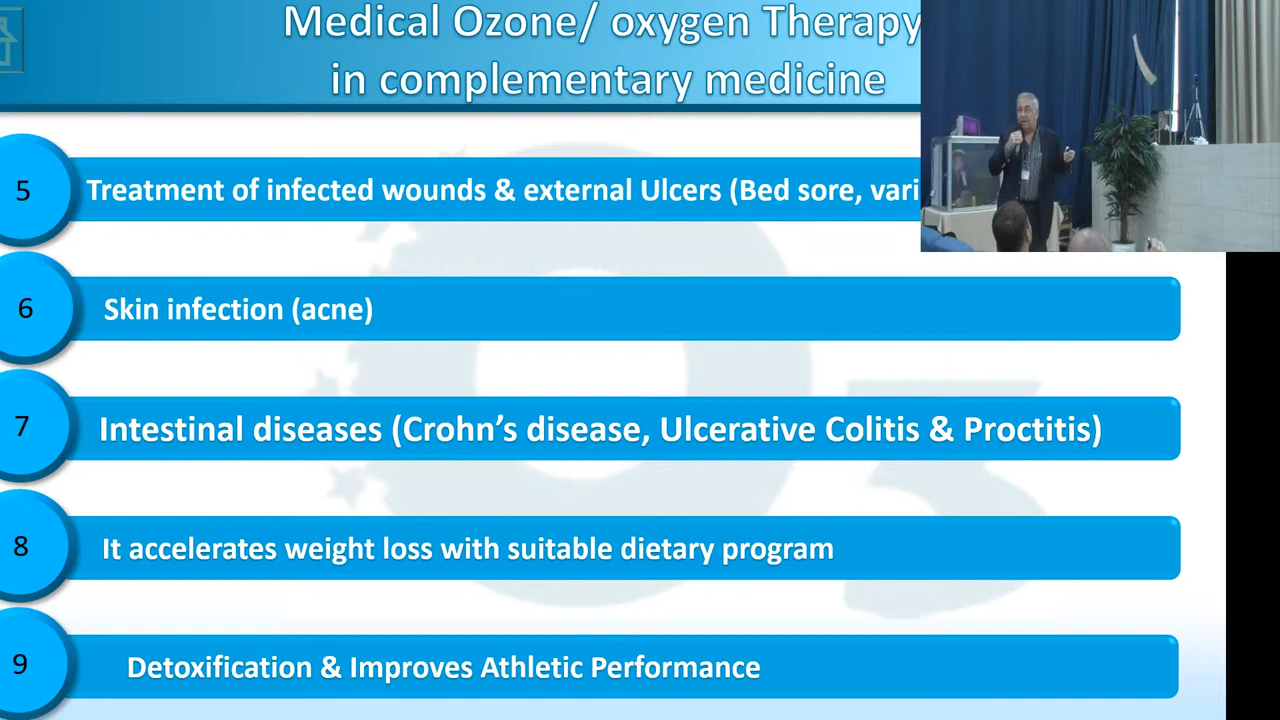 Medical Ozone/ oxygen Therapy
in complementary medicine
5
Treatment of infected wounds & external Ulcers (Bed sore,
6
Skin infection (acne)
7
Intestinal diseases (Crohn’s disease, Ulcerative Colitis & Proctitis)
8
It accelerates weight loss with suitable dietary program
9
Detoxification & Improves Athletic Performance
O3